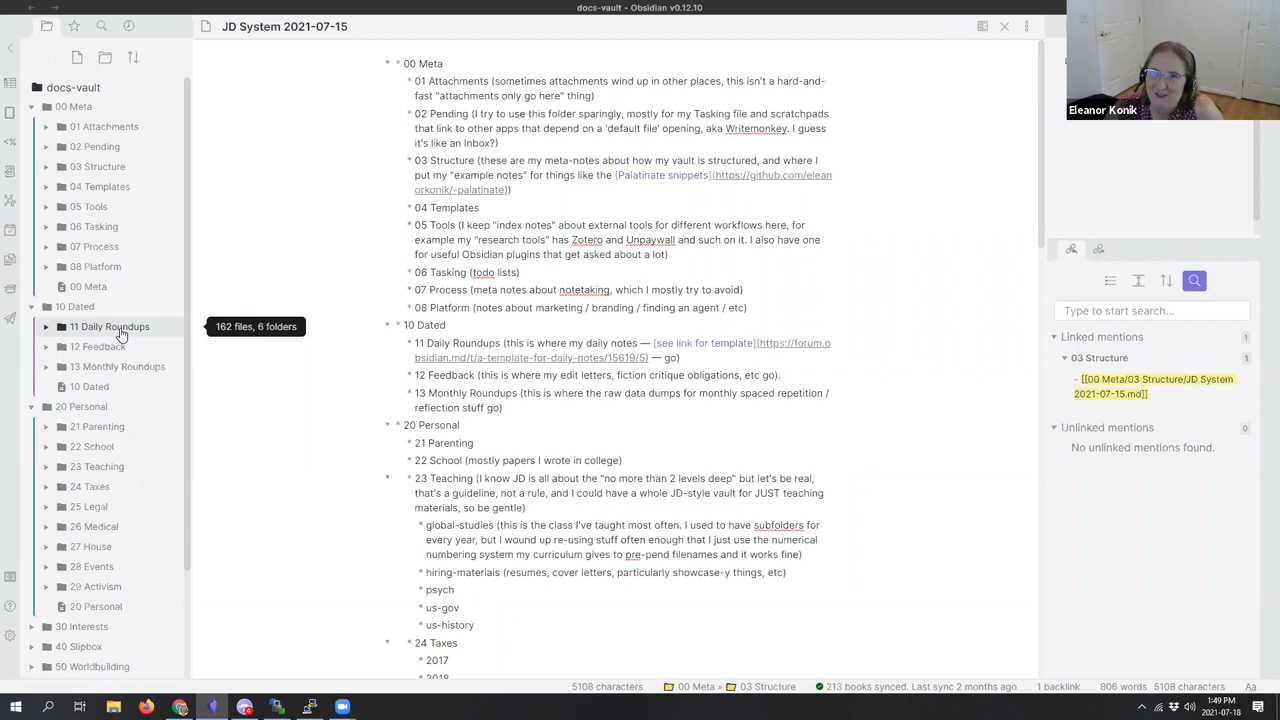 docs-vault - Obsidian v0.12.10
Eleanor Konik
JD System 2021-07-15
docs-vault
00 Meta
01 Attachments
02 Pending
03 Structure
04 Templates
05 Tools
06 Tasking
07 Process
08 Platform
00 Meta
10 Dated
11 Daily Roundups
12 Feedback
13 Monthly Roundups
10 Dated
20 Personal
21 Parenting
22 School
23 Teaching
24 Taxes
25 Legal
26 Medical
27 House
28 Events
29 Activism
20 Personal
30 Interests
40 Slipbox
50 Worldbuilding
162 files, 6 folders
* 00 Meta
* 01 Attachments (sometimes attachments wind up in other places, this isn't a hard-and-
fast "attachments only go here" thing)
* 02 Pending (I try to use this folder sparingly, mostly for my Tasking file and scratchpads
that link to other apps that depend on a 'default file' opening, aka Writemonkey. I guess
it's like an Inbox?)
* 03 Structure (these are my meta-notes about how my vault is structured, and where I
put my "example notes" for things like the [Palatinate snippets](https://github.com/elean
orkonik/-palatinate))
* 04 Templates
* 05 Tools (I keep "index notes" about external tools for different workflows here, for
example my "research tools" has Zotero and Unpaywall and such on it. I also have one
for useful Obsidian plugins that get asked about a lot)
* 06 Tasking (todo lists)
* 07 Process (meta notes about notetaking, which I mostly try to avoid)
* 08 Platform (notes about marketing / branding / finding an agent / etc)
* 10 Dated
* 11 Daily Roundups (this is where my daily notes — [see link for template](https://forum.o
bsidian.md/t/a-template-for-daily-notes/15619/5) — go)
* 12 Feedback (this is where my edit letters, fiction critique obligations, etc go).
* 13 Monthly Roundups (this is where the raw data dumps for monthly spaced repetition /
reflection stuff go)
* 20 Personal
* 21 Parenting
* 22 School (mostly papers I wrote in college)
* 23 Teaching (I know JD is all about the "no more than 2 levels deep" but let's be real,
that's a guideline, not a rule, and I could have a whole JD-style vault for JUST teaching
materials, so be gentle)
* global-studies (this is the class I've taught most often. I used to have subfolders for
every year, but I wound up re-using stuff often enough that I just use the numerical
numbering system my curriculum gives to pre-pend filenames and it works fine)
* hiring-materials (resumes, cover letters, particularly showcase-y things, etc)
* psych
* us-gov
* us-history
* 24 Taxes
* 2017
* 2018
Type to start searching...
Linked mentions 1
03 Structure 1
- [[00 Meta/03 Structure/JD System
2021-07-15.md]]
Unlinked mentions 0
No unlinked mentions found.
5108 characters
00 Meta » 03 Structure
213 books synced. Last sync 2 months ago
1 backlink
806 words 5108 characters
1:49 PM
2021-07-18